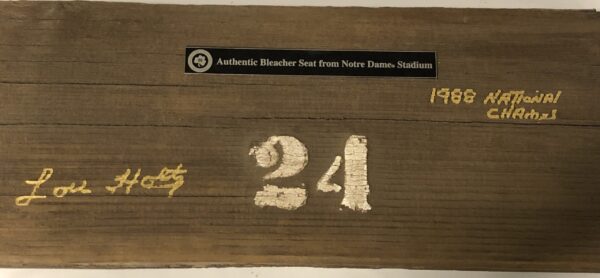 Authentic Bleacher Seat from Notre Dame® Stadium
1988 NATIONAL
CHAMPS
24
Lou Holtz